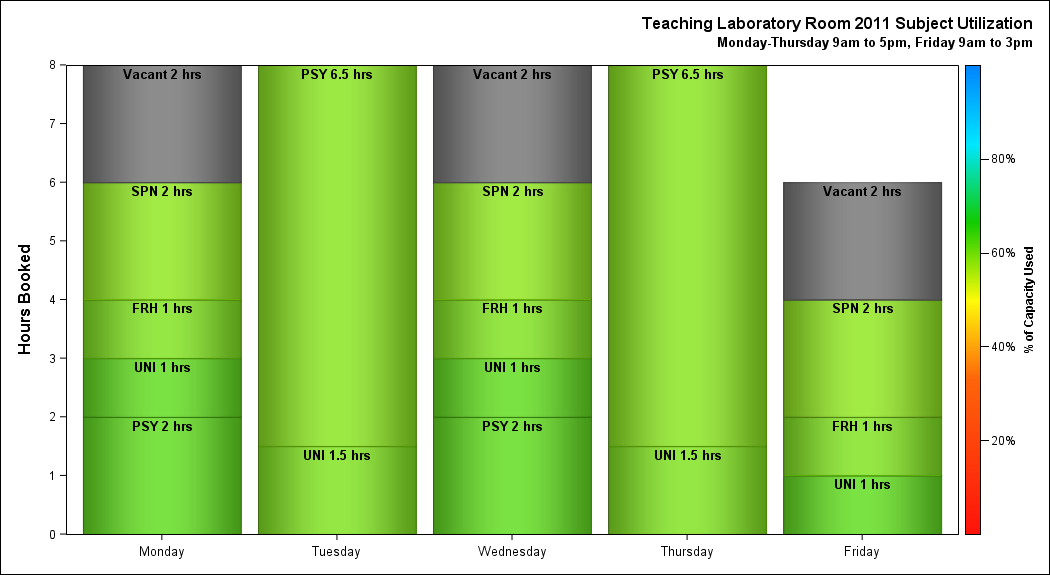 Teaching Laboratory Room 2011 Subject Utilization
Monday-Thursday 9am to 5pm, Friday 9am to 3pm
Hours Booked
8
7
6
5
4
3
2
1
0
Vacant 2 hrs
SPN 2 hrs
FRH 1 hrs
UNI 1 hrs
PSY 2 hrs
Monday
PSY 6.5 hrs
UNI 1.5 hrs
Tuesday
Vacant 2 hrs
SPN 2 hrs
FRH 1 hrs
UNI 1 hrs
PSY 2 hrs
Wednesday
PSY 6.5 hrs
UNI 1.5 hrs
Thursday
Vacant 2 hrs
SPN 2 hrs
FRH 1 hrs
UNI 1 hrs
Friday
80%
60%
40%
20%
% of Capacity Used